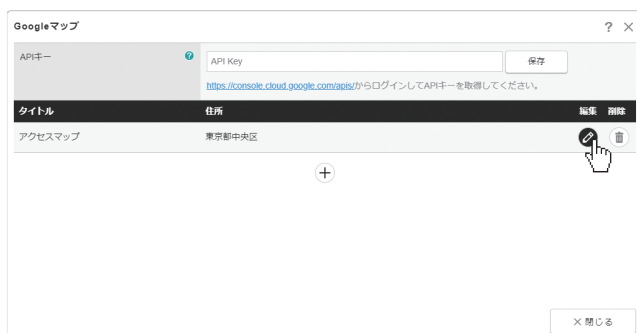 Googleマップ
APIキー
API Key
保存
https://console.cloud.google.com/apis/からログインしてAPIキーを取得してください。
タイトル 住所 編集 削除
アクセスマップ 東京都中央区
閉じる